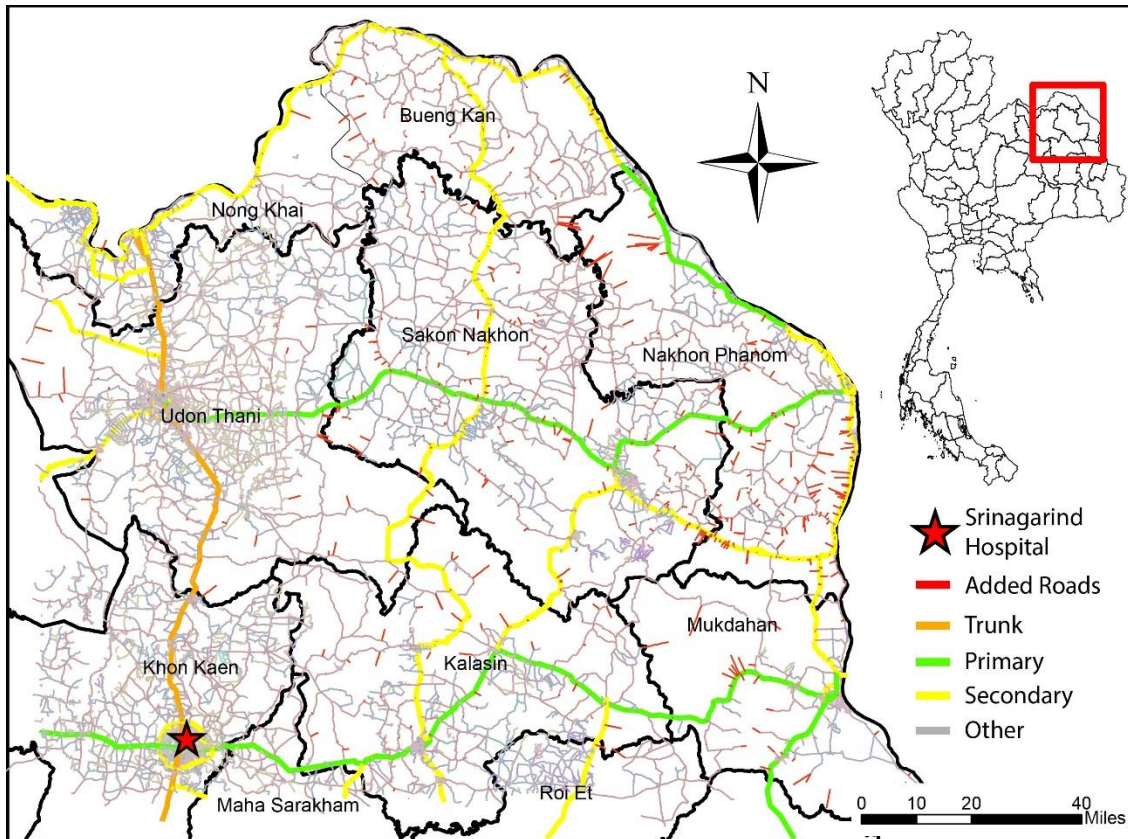 N
Bueng Kan
Nong Khai
Sakon Nakhon
Nakhon Phanom
Udon Thani
Mukdahan
Khon Kaen
Kalasin
Maha Sarakham
Roi Et
Srinagarind
Hospital
Added Roads
Trunk
Primary
Secondary
Other
0 10 20 40
Miles